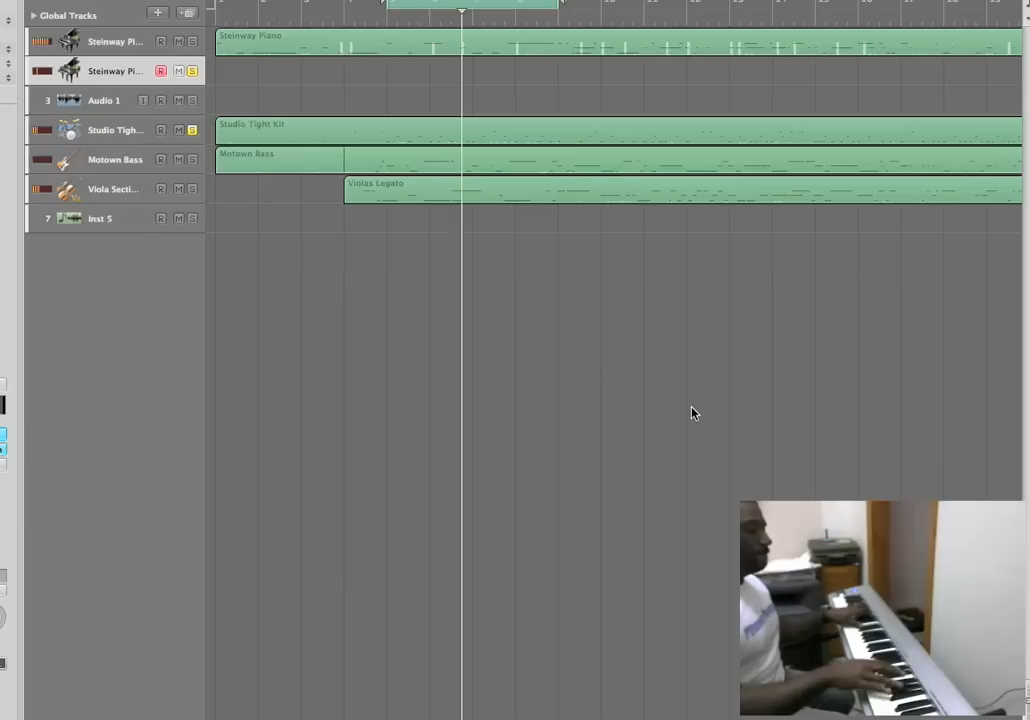 Global Tracks
Steinway Pi... Steinway Piano
Steinway Pi... R M S
3 Audio 1 I R M S
Studio Tigh... R M S Studio Tight Kit
Motown Bass R M S Motown Bass
Viola Secti... R M S Violas Legato
7 Inst 5 R M S